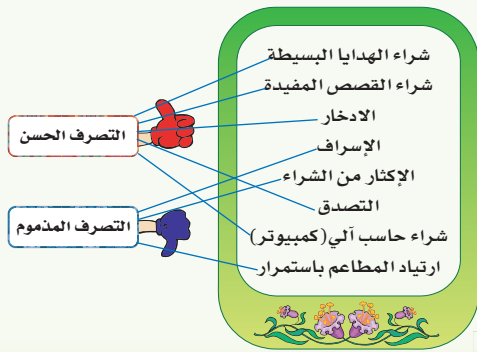 شراء الهدايا البسيطة
شراء القصص المفيدة
الادخار
الإسراف
الإكثار من الشراء
التصدق
شراء حاسب آلي (كمبيوتر)
ارتياد المطاعم باستمرار
التصرف الحسن
التصرف المذموم